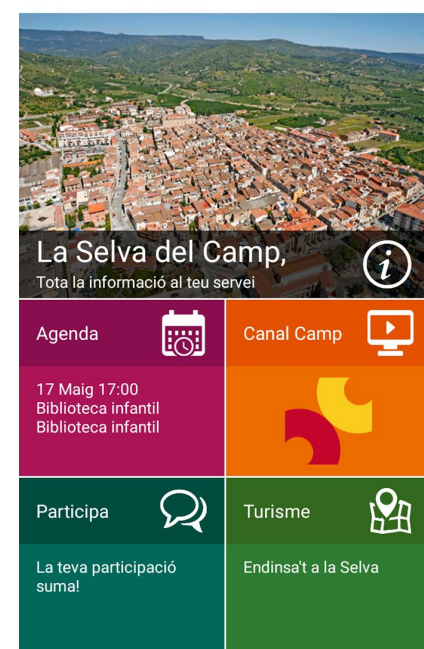 La Selva del Camp,
Tota la informació al teu servei
Agenda
17 Maig 17:00
Biblioteca infantil
Biblioteca infantil
Canal Camp
Participa
La teva participació
suma!
Turisme
Endinsa't a la Selva